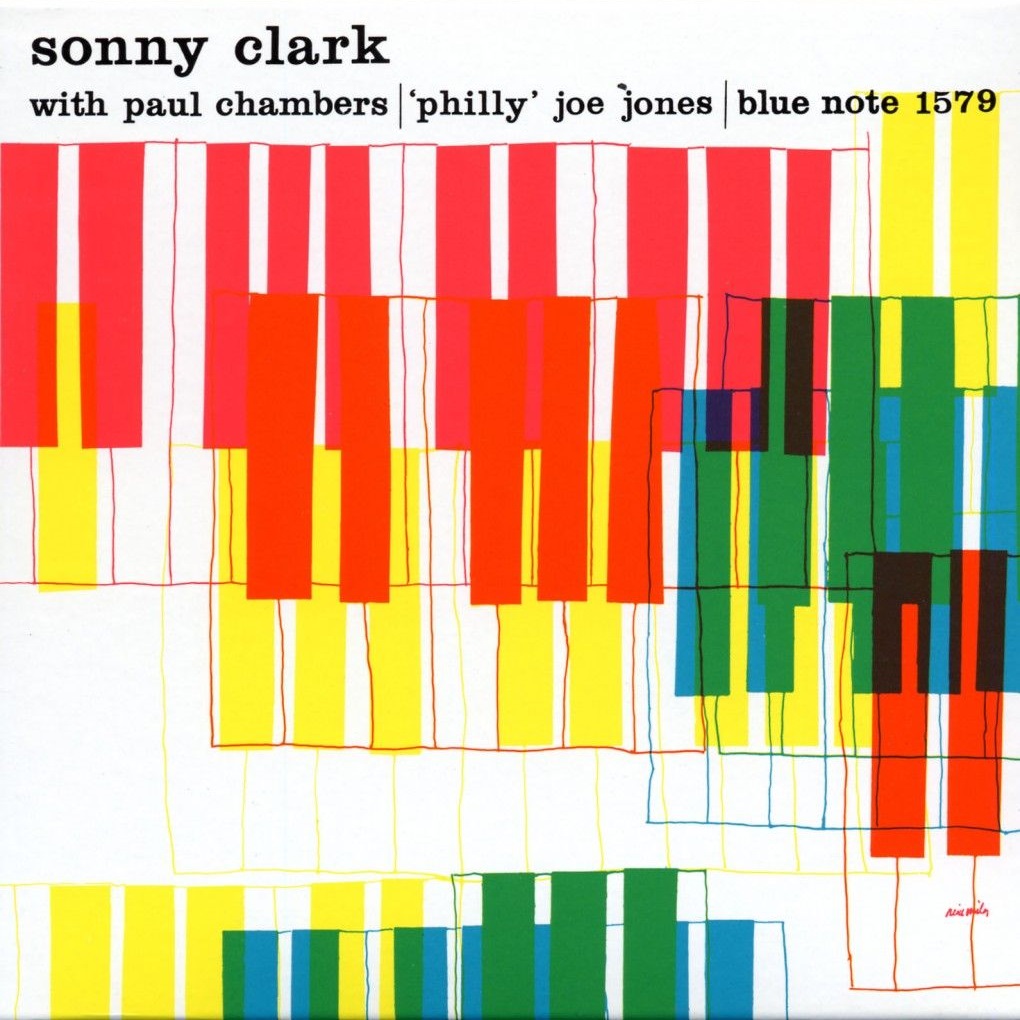 sonny clark
with paul chambers | 'philly' joe jones | blue note 1579